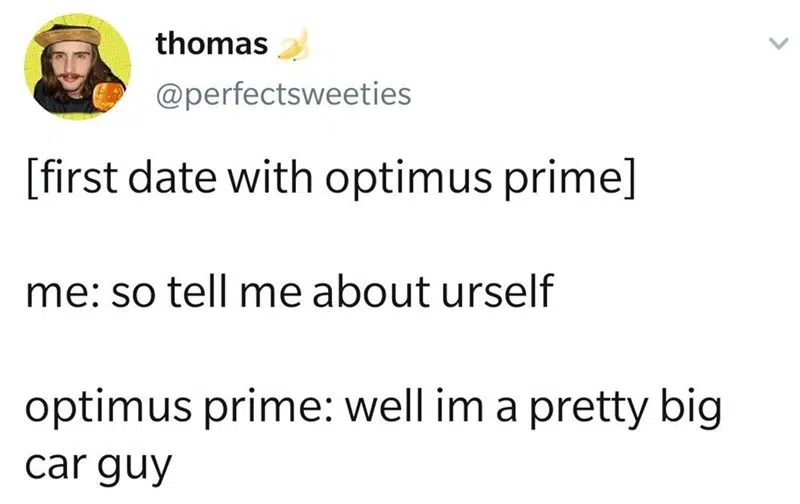 thomas 🍌
@perfectsweeties
[first date with optimus prime]
me: so tell me about urself
optimus prime: well im a pretty big
car guy